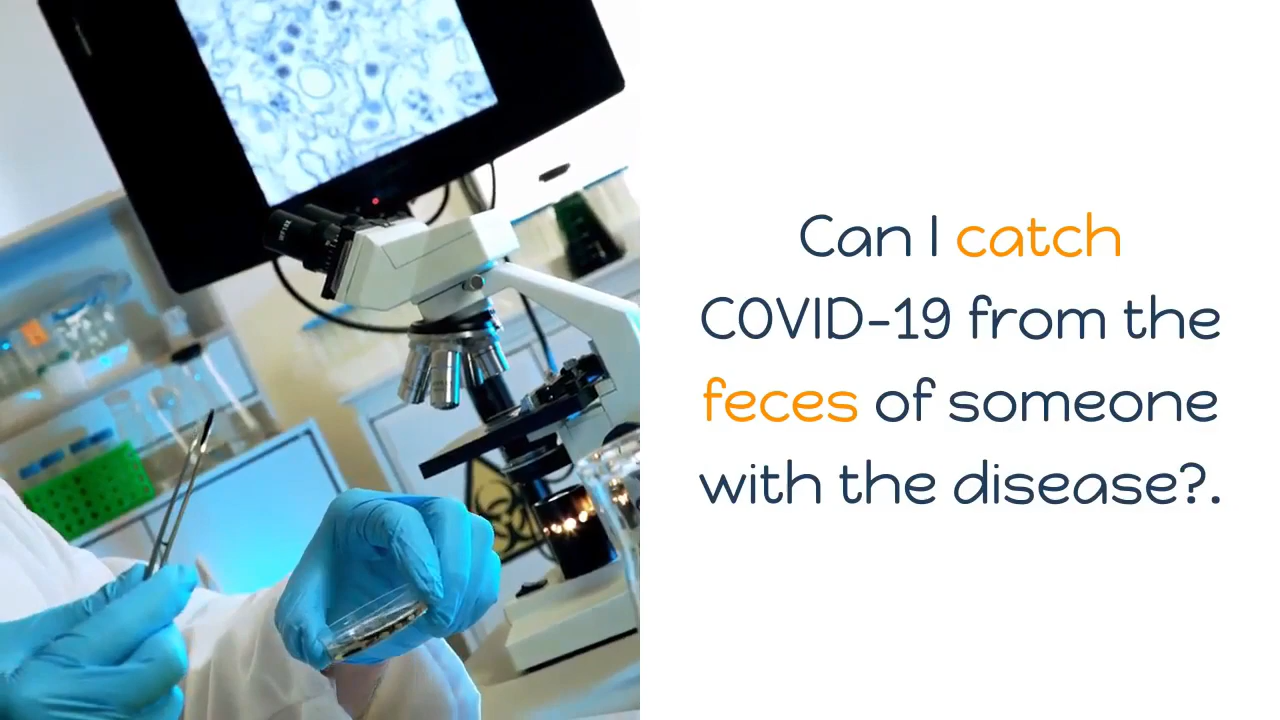 Can I catch
COVID-19 from the
feces of someone
with the disease?.